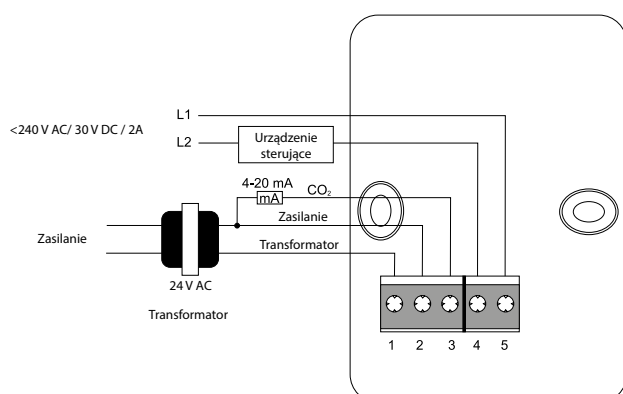 L1
<240 V AC/ 30 V DC / 2A
L2
Urządzenie
sterujące
4-20 mA
mA
CO₂
Zasilanie
Zasilanie
Transformator
24 V AC
Transformator
1 2 3 4 5